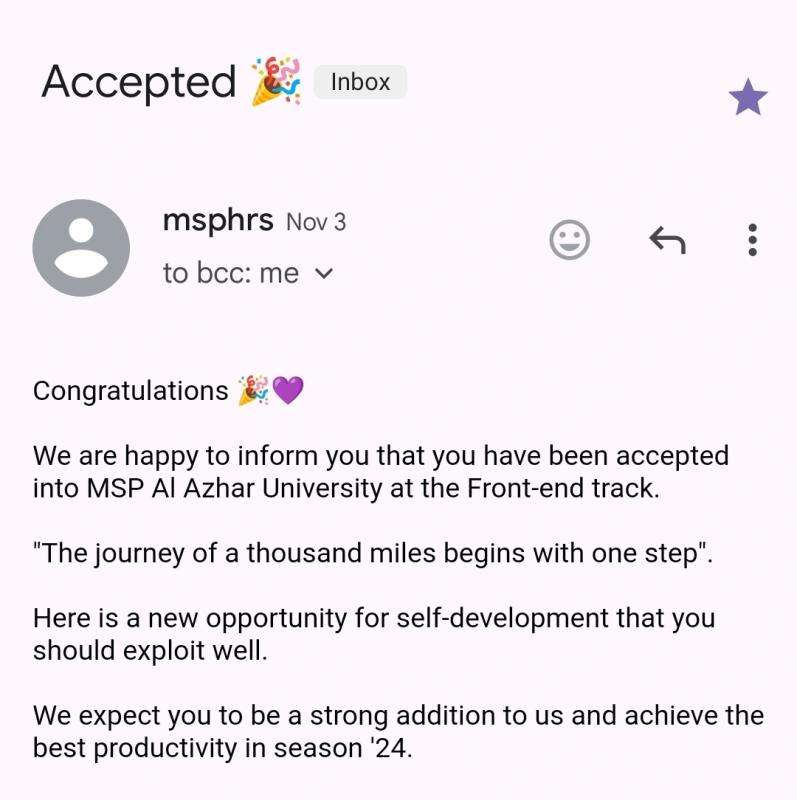 Accepted 🎉 Inbox
msphrs Nov 3
to bcc: me
Congratulations 🎉💜
We are happy to inform you that you have been accepted
into MSP Al Azhar University at the Front-end track.
"The journey of a thousand miles begins with one step".
Here is a new opportunity for self-development that you
should exploit well.
We expect you to be a strong addition to us and achieve the
best productivity in season '24.